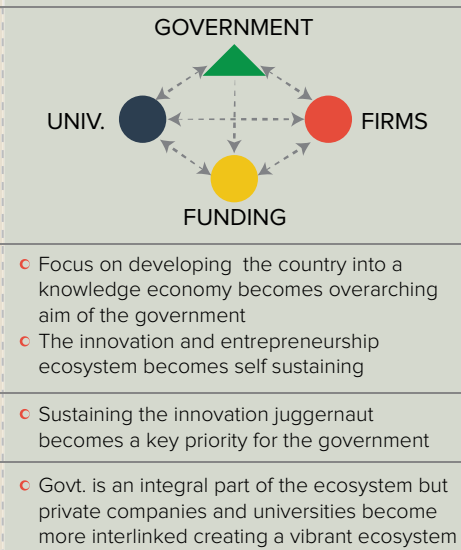 GOVERNMENT
UNIV.
FIRMS
FUNDING
Focus on developing the country into a
knowledge economy becomes overarching
aim of the government
The innovation and entrepreneurship
ecosystem becomes self sustaining
Sustaining the innovation juggernaut
becomes a key priority for the government
Govt. is an integral part of the ecosystem but
private companies and universities become
more interlinked creating a vibrant ecosystem